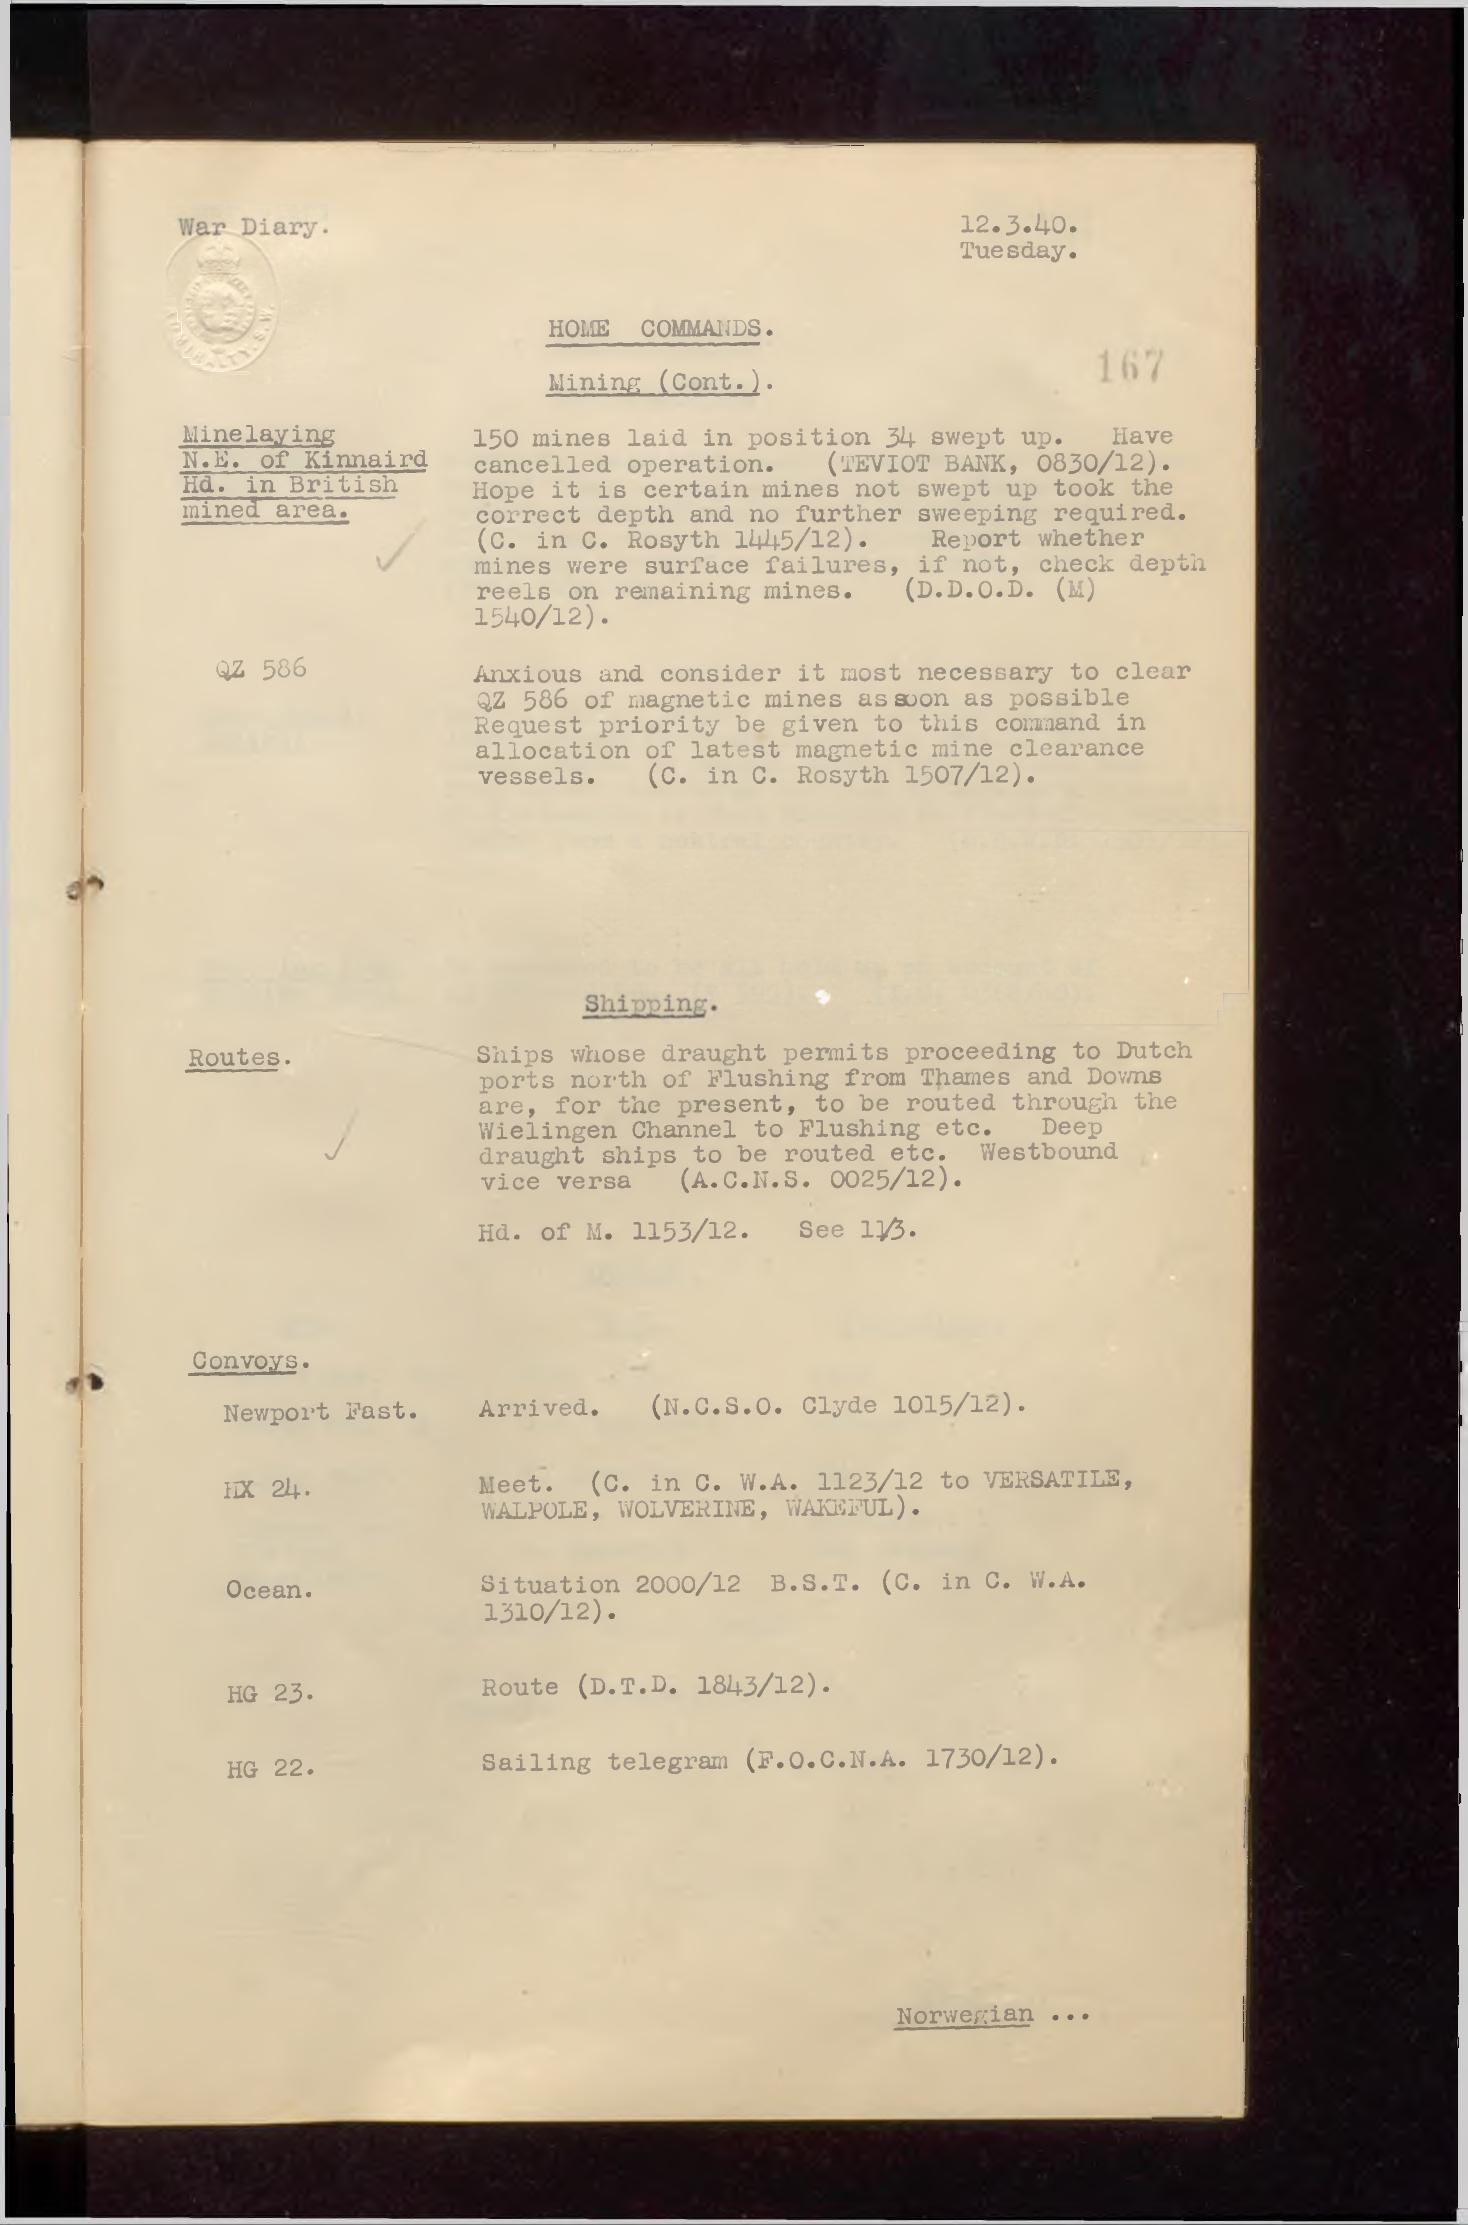 War Diary.
12.3.40.
Tuesday.
ADMIRALTY. S.W.
HOME COMMANDS.
167
Mining (Cont.).
Minelaying
N.E. of Kinnaird
Hd. in British
mined area.
150 mines laid in position 34 swept up. Have
cancelled operation. (TEVIOT BANK, 0830/12).
Hope it is certain mines not swept up took the
correct depth and no further sweeping required.
(C. in C. Rosyth 1445/12). Report whether
mines were surface failures, if not, check depth
reels on remaining mines. (D.D.O.D. (M)
1540/12).
QZ 586
Anxious and consider it most necessary to clear
QZ 586 of magnetic mines as soon as possible
Request priority be given to this command in
allocation of latest magnetic mine clearance
vessels. (C. in C. Rosyth 1507/12).
Shipping.
Routes.
Ships whose draught permits proceeding to Dutch
ports north of Flushing from Thames and Downs
are, for the present, to be routed through the
Wielingen Channel to Flushing etc. Deep
draught ships to be routed etc. Westbound
vice versa (A.C.N.S. 0025/12).
Hd. of M. 1153/12. See 11/3.
Convoys.
Newport Fast. Arrived. (N.C.S.O. Clyde 1015/12).
HX 24. Meet. (C. in C. W.A. 1123/12 to VERSATILE,
WALPOLE, WOLVERINE, WAKEFUL).
Ocean. Situation 2000/12 B.S.T. (C. in C. W.A.
1310/12).
HG 23. Route (D.T.D. 1843/12).
HG 22. Sailing telegram (F.O.C.N.A. 1730/12).
Norwegian ...